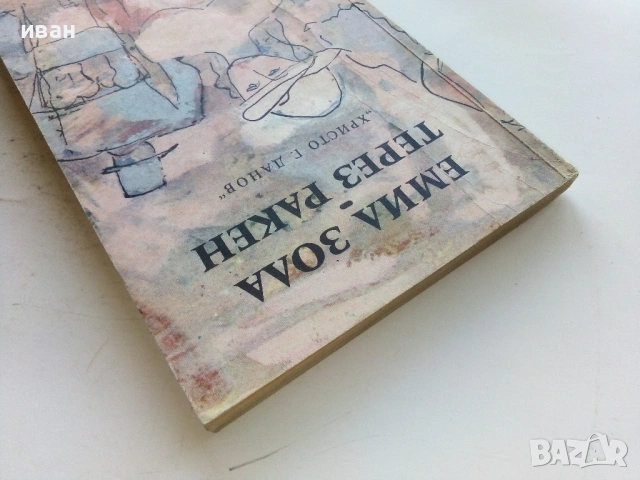 иван
ЕМИЛ ЗОЛА
ТЕРЕЗ РАКЕН
„ХРИСТО Г. ДАНОВ“
BAZAR